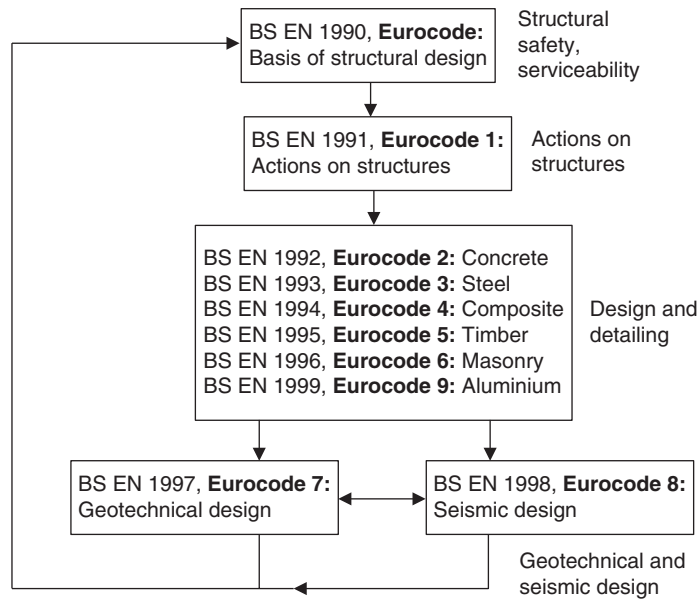 BS EN 1990, Eurocode:
Basis of structural design
Structural
safety,
serviceability
BS EN 1991, Eurocode 1:
Actions on structures
Actions on
structures
BS EN 1992, Eurocode 2: Concrete
BS EN 1993, Eurocode 3: Steel
BS EN 1994, Eurocode 4: Composite
BS EN 1995, Eurocode 5: Timber
BS EN 1996, Eurocode 6: Masonry
BS EN 1999, Eurocode 9: Aluminium
Design and
detailing
BS EN 1997, Eurocode 7:
Geotechnical design
BS EN 1998, Eurocode 8:
Seismic design
Geotechnical and
seismic design